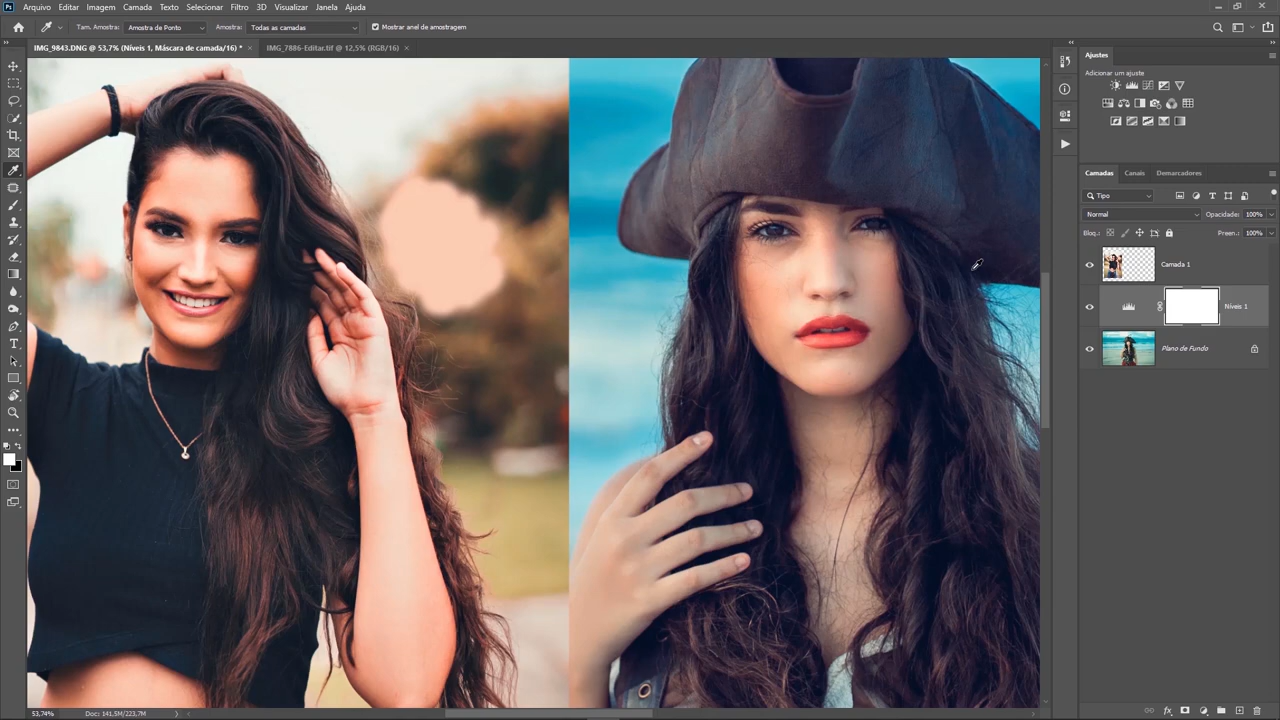 Ps Arquivo Editar Imagem Camada Texto Selecionar Filtro 3D Visualizar Janela Ajuda
Tam. Amostra: Amostra de Ponto Amostra: Todas as camadas Mostrar anel de amostragem
IMG_9843.DNG @ 53,7% (Níveis 1, Máscara de camada/16) * × IMG_7886-Editar.tif @ 12,5% (RGB/16) ×
Ajustes
Adicionar um ajuste
Camadas Canais Demarcadores
Tipo
Normal Opacidade: 100%
Bloq.: Preen.: 100%
Camada 1
Níveis 1
Plano de Fundo
53,74% Doc: 141,5M/223,7M